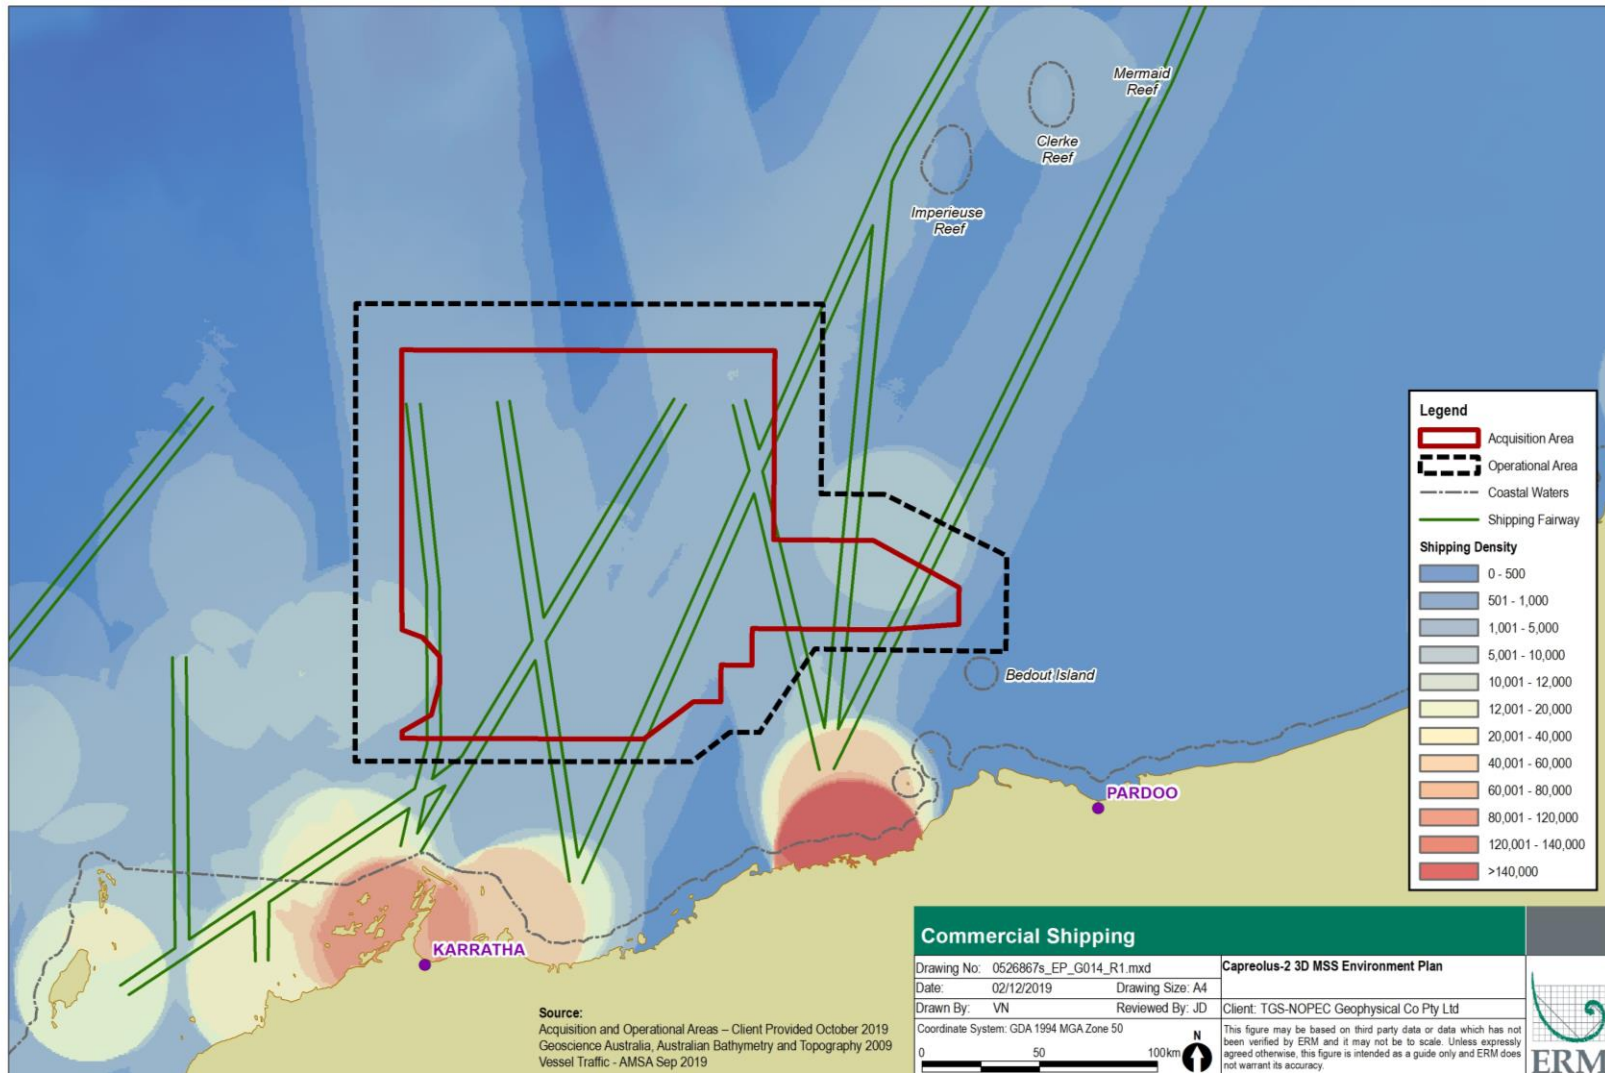 Mermaid
Reef
Clerke
Reef
Imperieuse
Reef
Bedout Island
PARDOO
KARRATHA
Legend
Acquisition Area
Operational Area
Coastal Waters
Shipping Fairway
Shipping Density
0 - 500
501 - 1,000
1,001 - 5,000
5,001 - 10,000
10,001 - 12,000
12,001 - 20,000
20,001 - 40,000
40,001 - 60,000
60,001 - 80,000
80,001 - 120,000
120,001 - 140,000
>140,000
Source:
Acquisition and Operational Areas – Client Provided October 2019
Geoscience Australia, Australian Bathymetry and Topography 2009
Vessel Traffic - AMSA Sep 2019
Commercial Shipping
Drawing No: 0526867s_EP_G014_R1.mxd
Date: 02/12/2019 Drawing Size: A4
Drawn By: VN Reviewed By: JD
Coordinate System: GDA 1994 MGA Zone 50
N
0 50 100km
Capreolus-2 3D MSS Environment Plan
Client: TGS-NOPEC Geophysical Co Pty Ltd
This figure may be based on third party data or data which has not
been verified by ERM and it may not be to scale. Unless expressly
agreed otherwise, this figure is intended as a guide only and ERM does
not warrant its accuracy.
ERM